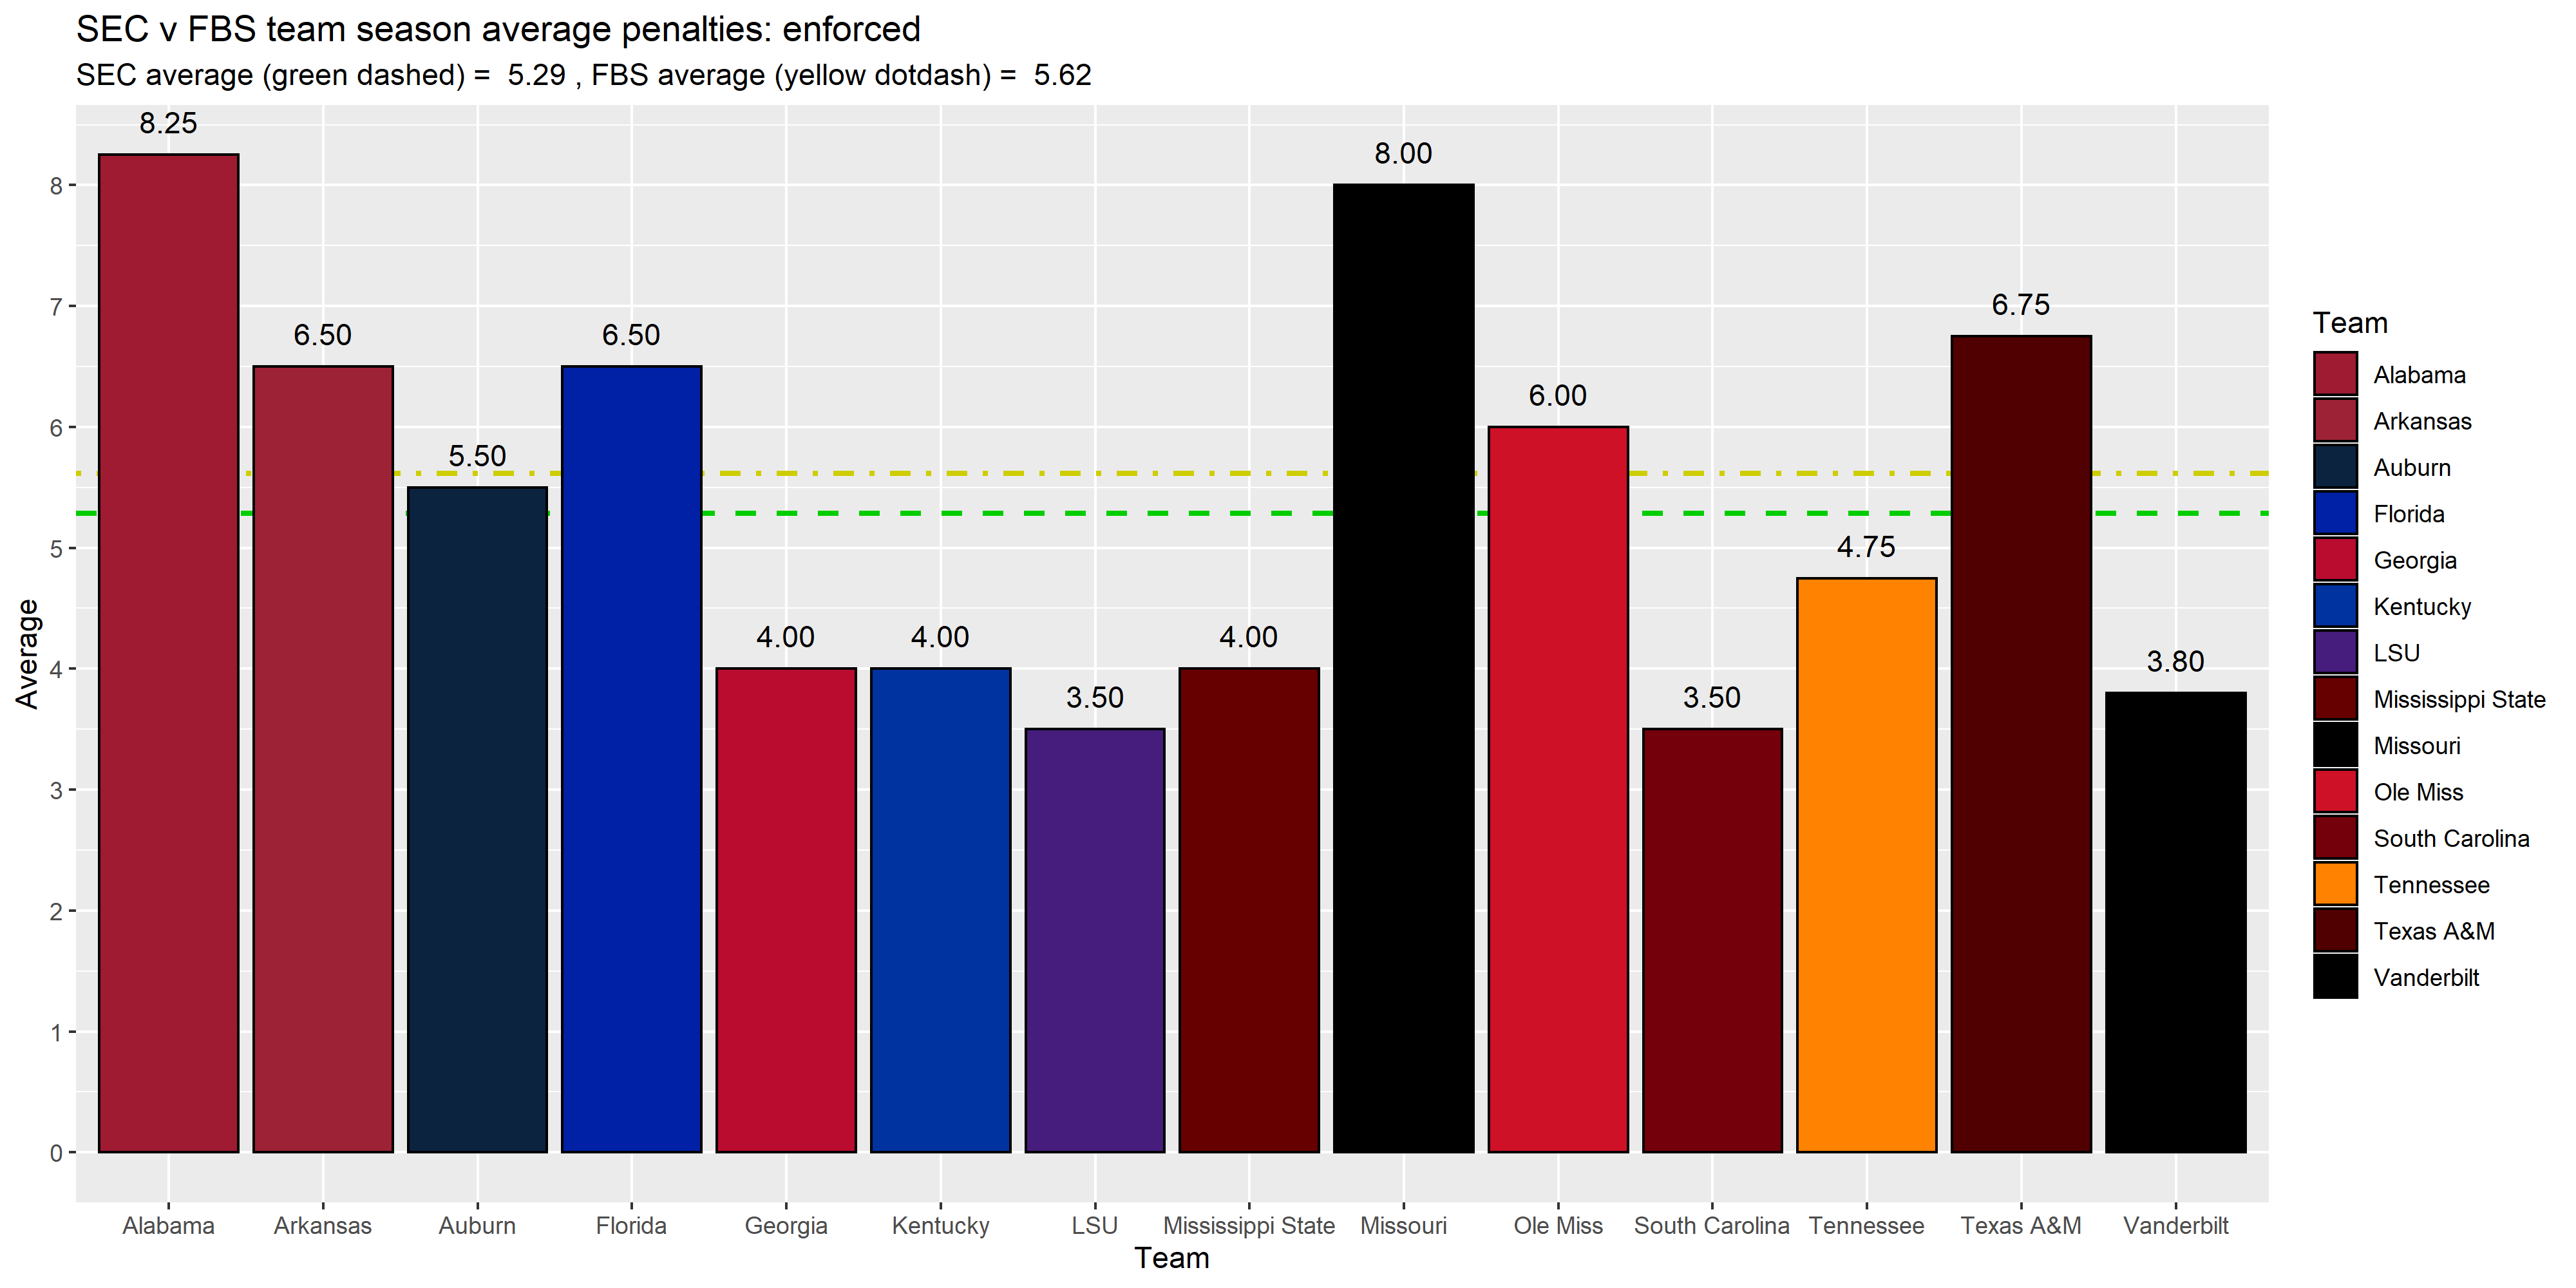 SEC v FBS team season average penalties: enforced
SEC average (green dashed) =  5.29 , FBS average (yellow dotdash) =  5.62
8.25
8.00
6.75
6.50
6.50
6.00
5.50
4.75
4.00
4.00
4.00
3.80
3.50
3.50
8
7
6
5
4
3
2
1
0
Average
Alabama Arkansas Auburn Florida Georgia Kentucky LSU Mississippi State Missouri Ole Miss South Carolina Tennessee Texas A&M Vanderbilt
Team
Team
Alabama
Arkansas
Auburn
Florida
Georgia
Kentucky
LSU
Mississippi State
Missouri
Ole Miss
South Carolina
Tennessee
Texas A&M
Vanderbilt